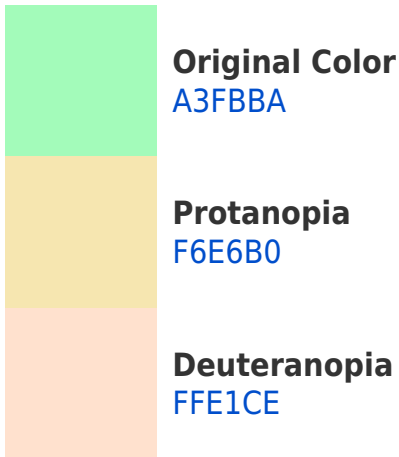 Original Color
A3FBBA
Protanopia
F6E6B0
Deuteranopia
FFE1CE